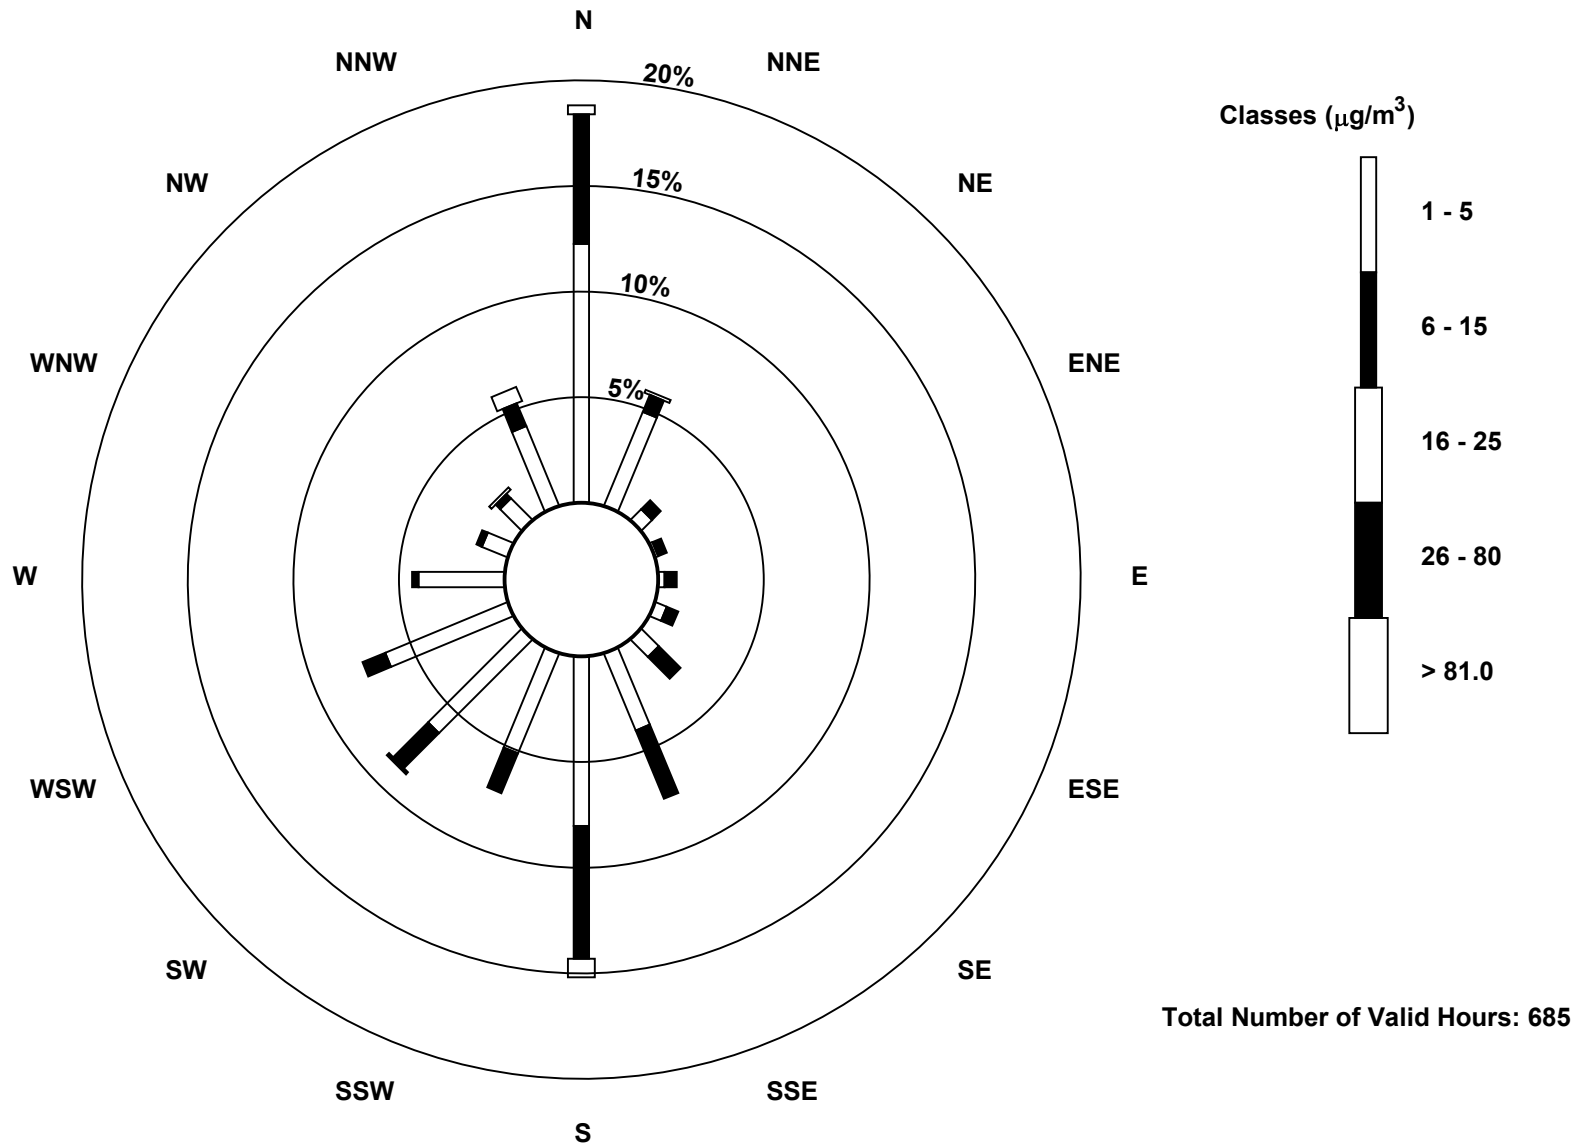 N
NNW
NNE
20%
Classes (μg/m³)
NW
15%
NE
1 - 5
10%
6 - 15
WNW
5%
ENE
16 - 25
W
E
26 - 80
> 81.0
WSW
ESE
SW
SE
Total Number of Valid Hours: 685
SSW
SSE
S